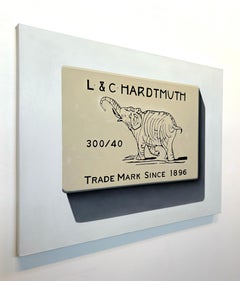 L & C HARDTMUTH
300/40
TRADE MARK SINCE 1896